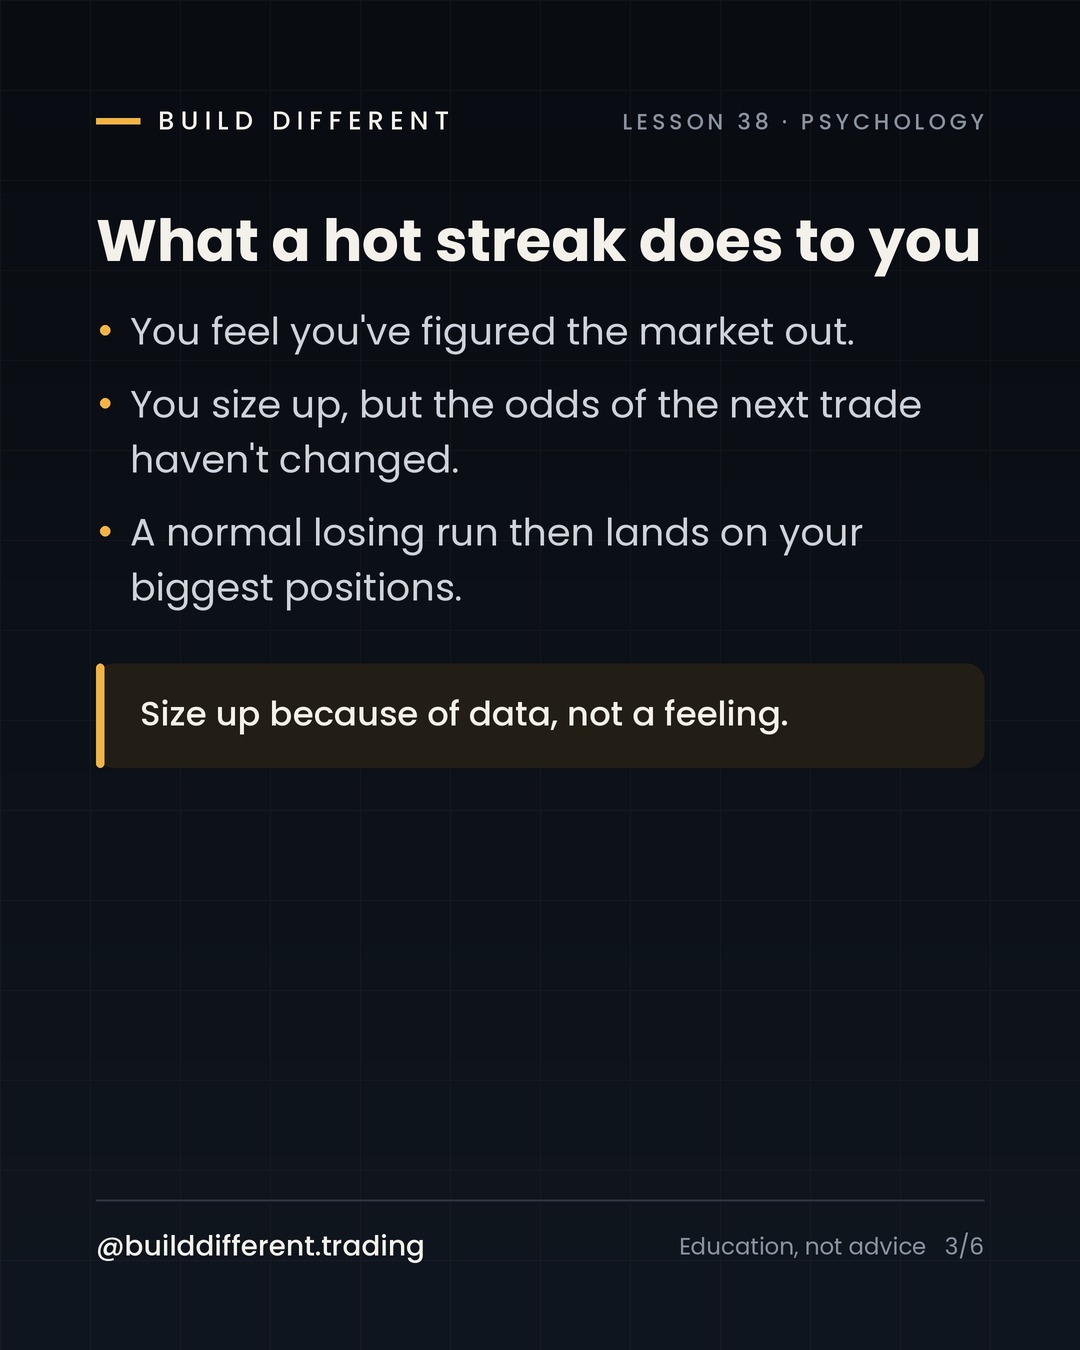 BUILD DIFFERENT
LESSON 38 · PSYCHOLOGY
What a hot streak does to you
• You feel you've figured the market out.
• You size up, but the odds of the next trade
haven't changed.
• A normal losing run then lands on your
biggest positions.
Size up because of data, not a feeling.
@builddifferent.trading
Education, not advice 3/6